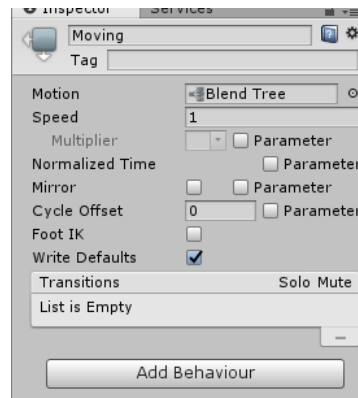 Inspector Services
Moving
Tag
Motion Blend Tree
Speed 1
Multiplier Parameter
Normalized Time Parameter
Mirror Parameter
Cycle Offset 0 Parameter
Foot IK
Write Defaults
Transitions Solo Mute
List is Empty
Add Behaviour